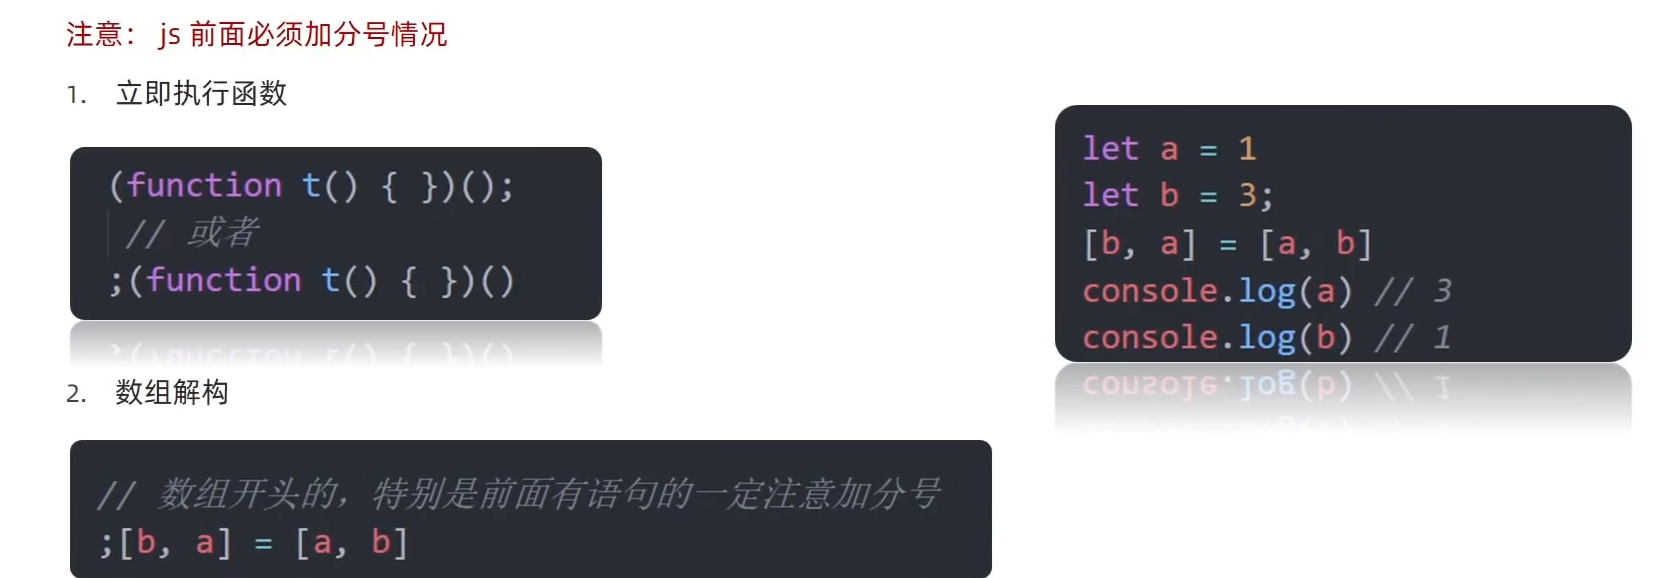 注意： js 前面必须加分号情况
1. 立即执行函数
(function t() { })();
// 或者
;(function t() { })()
2. 数组解构
// 数组开头的，特别是前面有语句的一定注意加分号
;[b, a] = [a, b]
let a = 1
let b = 3;
[b, a] = [a, b]
console.log(a) // 3
console.log(b) // 1